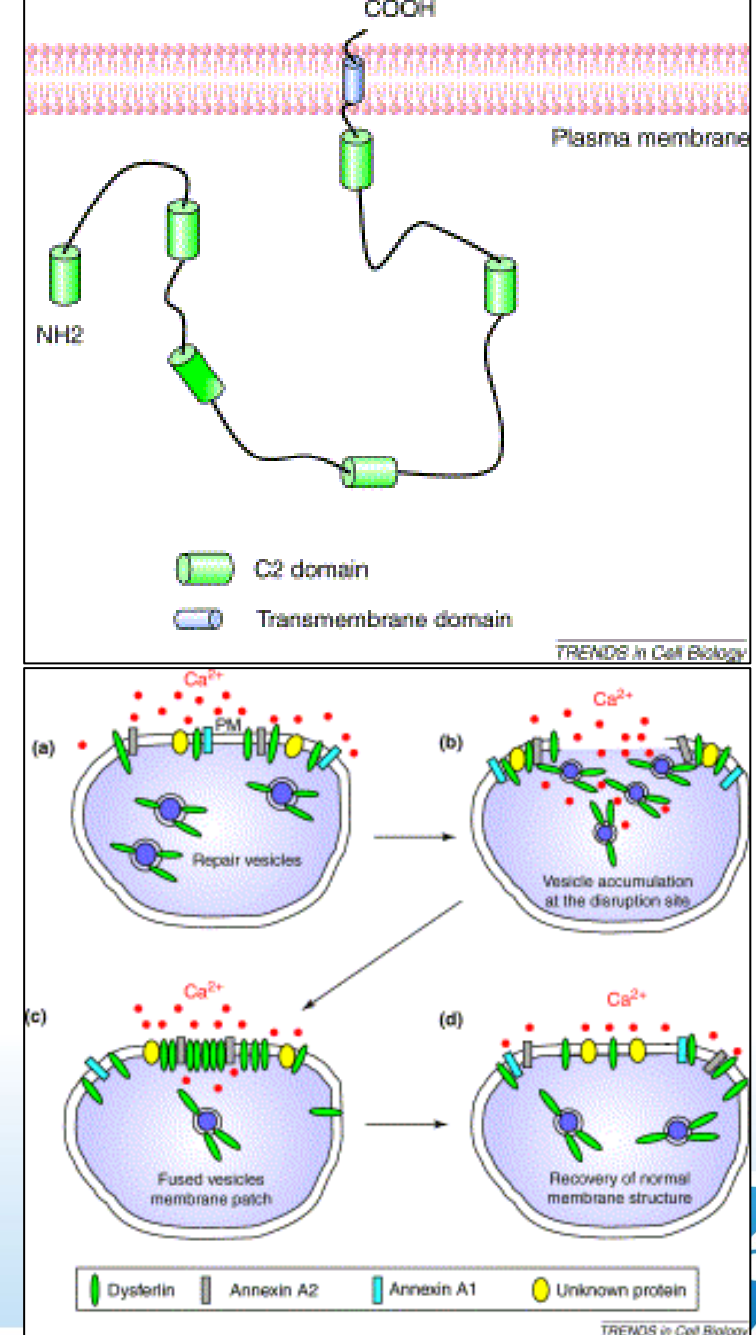 COOH
Plasma membrane
NH2
C2 domain
Transmembrane domain
TRENDS in Cell Biology
Ca²⁺
PM
(a)
Repair vesicles
Ca²⁺
(b)
Vesicle accumulation
at the disruption site
Ca²⁺
(c)
Fused vesicles
membrane patch
Ca²⁺
(d)
Recovery of normal
membrane structure
Dysferlin
Annexin A2
Annexin A1
Unknown protein
TRENDS in Cell Biology